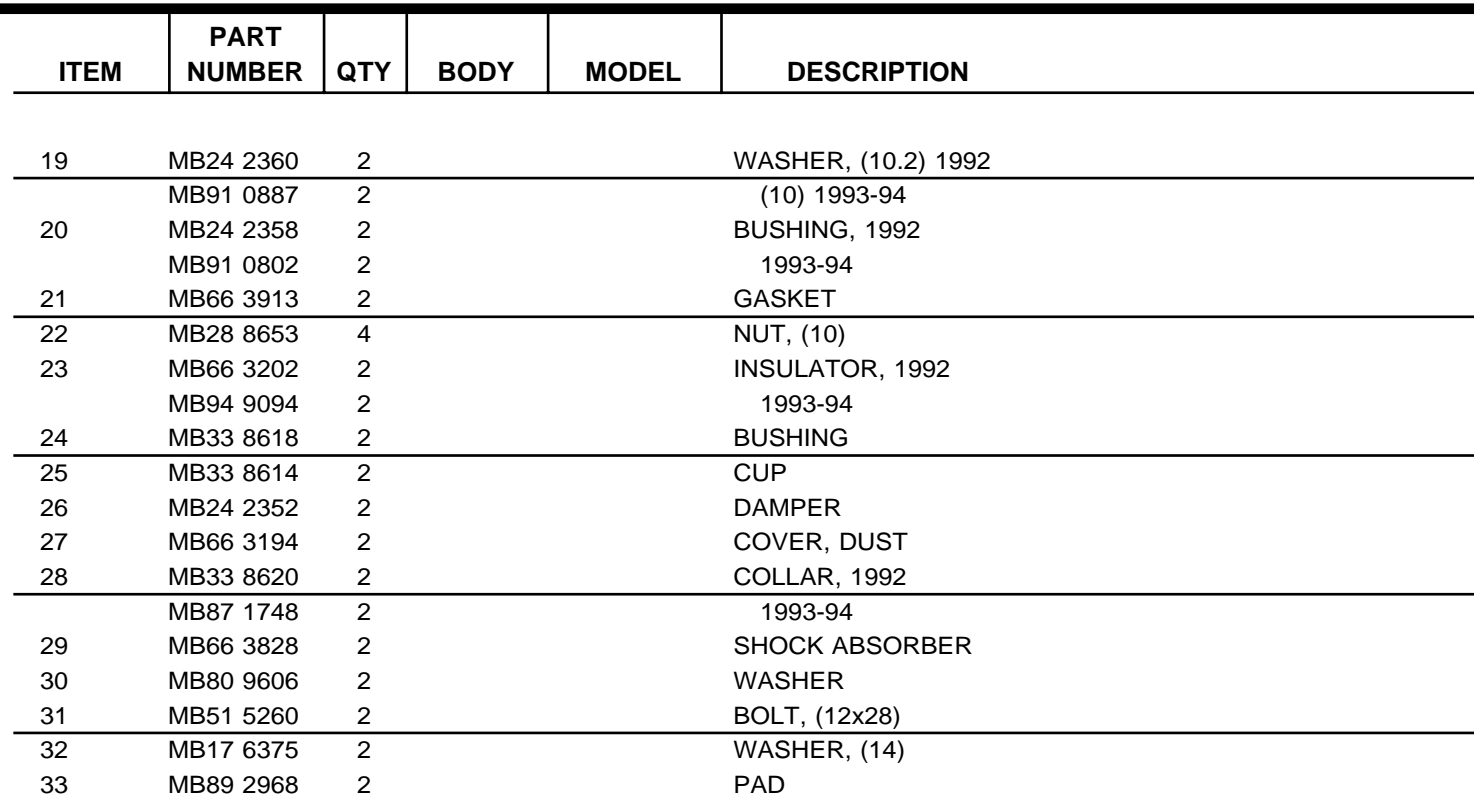 PART
ITEM NUMBER QTY BODY MODEL DESCRIPTION
19 MB24 2360 2 WASHER, (10.2) 1992
MB91 0887 2 (10) 1993-94
20 MB24 2358 2 BUSHING, 1992
MB91 0802 2 1993-94
21 MB66 3913 2 GASKET
22 MB28 8653 4 NUT, (10)
23 MB66 3202 2 INSULATOR, 1992
MB94 9094 2 1993-94
24 MB33 8618 2 BUSHING
25 MB33 8614 2 CUP
26 MB24 2352 2 DAMPER
27 MB66 3194 2 COVER, DUST
28 MB33 8620 2 COLLAR, 1992
MB87 1748 2 1993-94
29 MB66 3828 2 SHOCK ABSORBER
30 MB80 9606 2 WASHER
31 MB51 5260 2 BOLT, (12x28)
32 MB17 6375 2 WASHER, (14)
33 MB89 2968 2 PAD